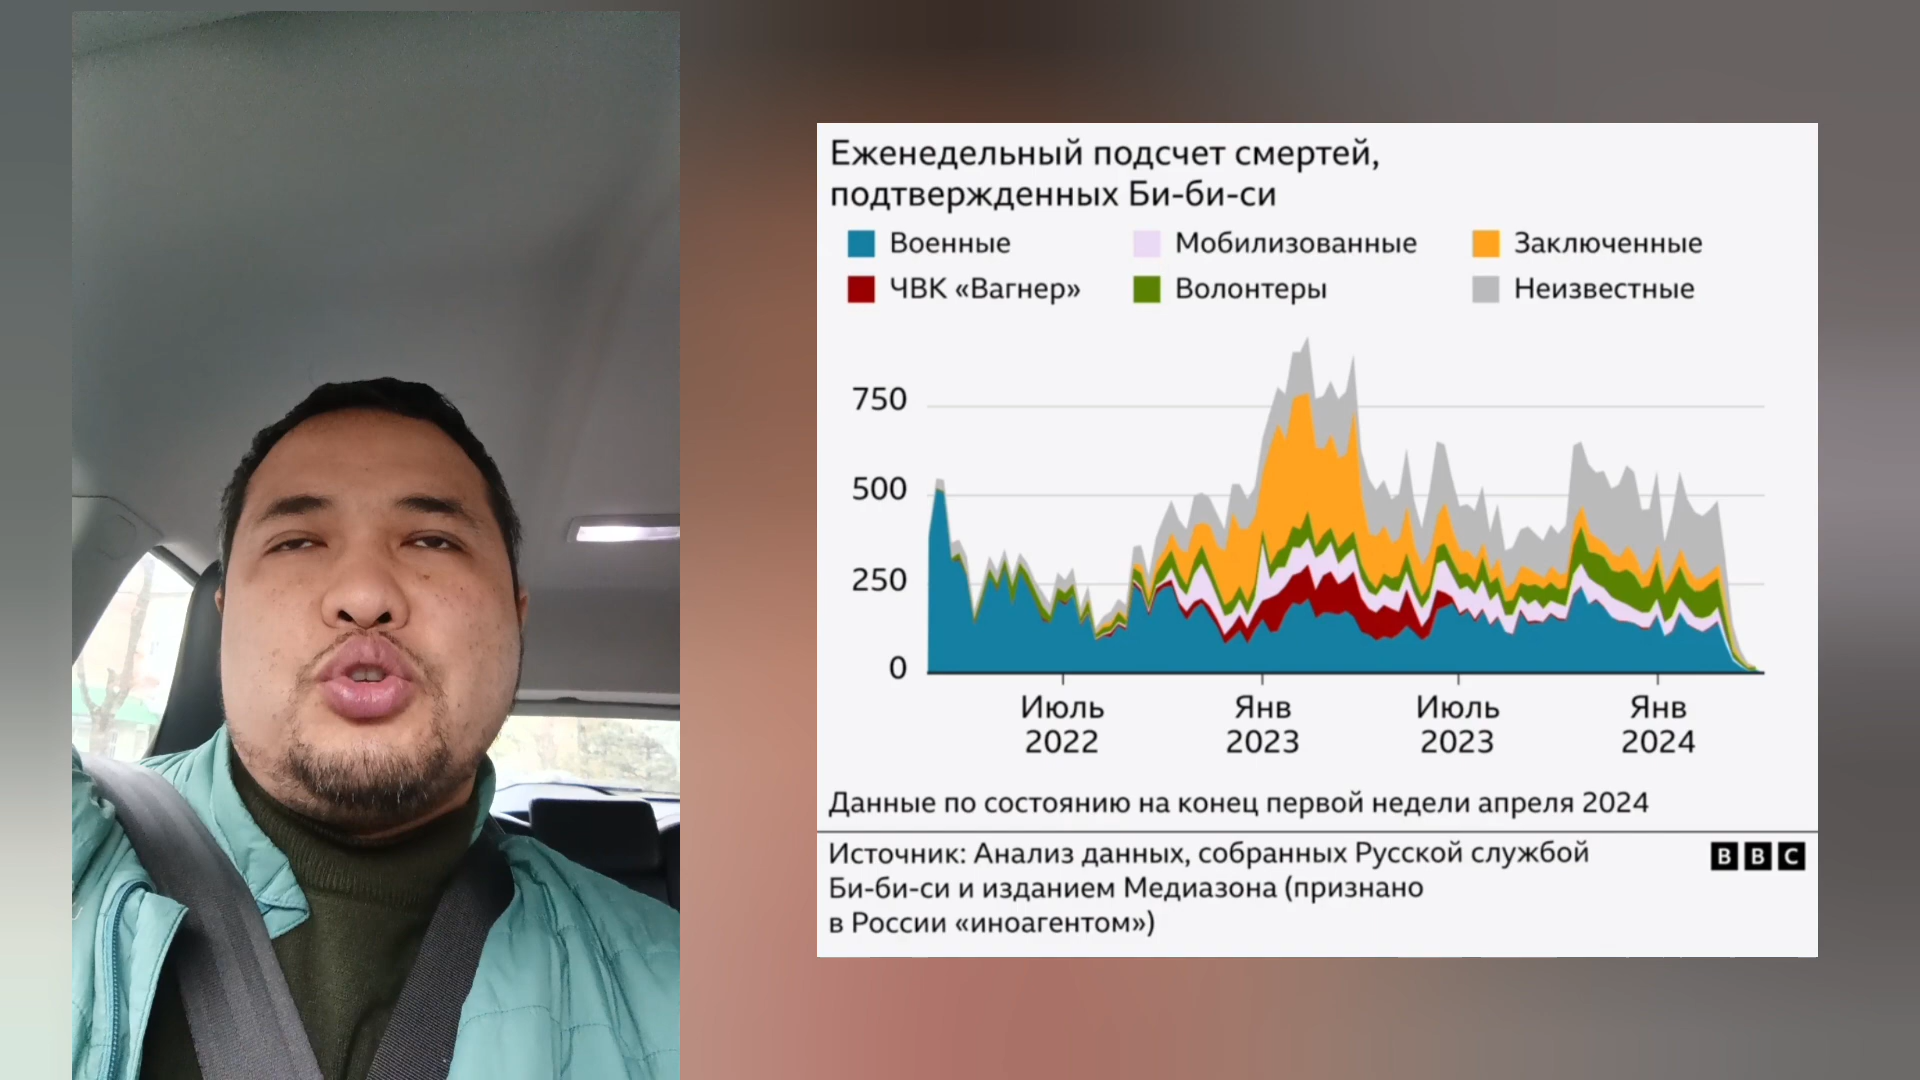 Еженедельный подсчет смертей,
подтвержденных Би-би-си
Военные
Мобилизованные
Заключенные
ЧВК «Вагнер»
Волонтеры
Неизвестные
750
500
250
0
Июль
2022
Янв
2023
Июль
2023
Янв
2024
Данные по состоянию на конец первой недели апреля 2024
Источник: Анализ данных, собранных Русской службой
Би-би-си и изданием Медиазона (признано
в России «иноагентом»)
BBC